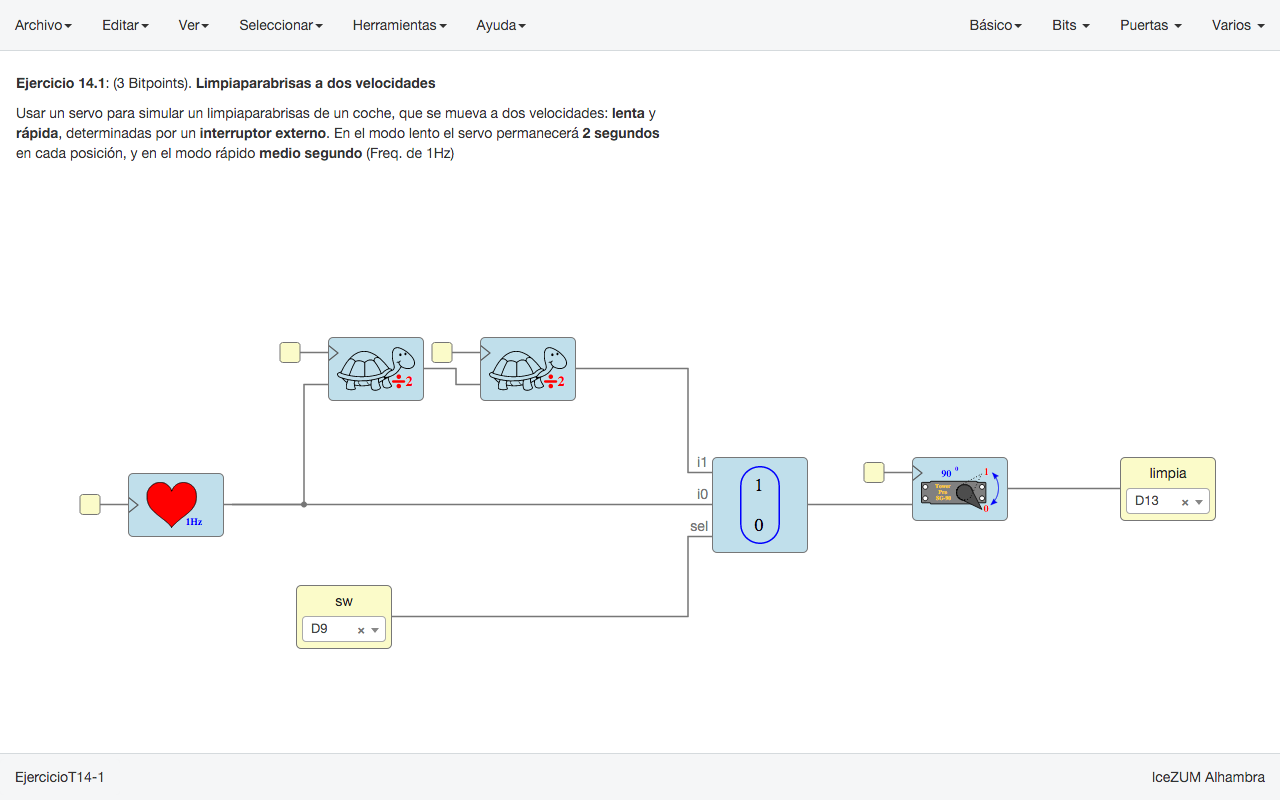 Archivo Editar Ver Seleccionar Herramientas Ayuda Básico Bits Puertas Varios
Ejercicio 14.1: (3 Bitpoints). Limpiaparabrisas a dos velocidades
Usar un servo para simular un limpiaparabrisas de un coche, que se mueva a dos velocidades: lenta y
rápida, determinadas por un interruptor externo. En el modo lento el servo permanecerá 2 segundos
en cada posición, y en el modo rápido medio segundo (Freq. de 1Hz)
÷2
÷2
1Hz
i1
i0
sel
1
0
90 º
1
Tower
Pro
SG-90
0
limpia
D13
sw
D9
EjercicioT14-1
IceZUM Alhambra